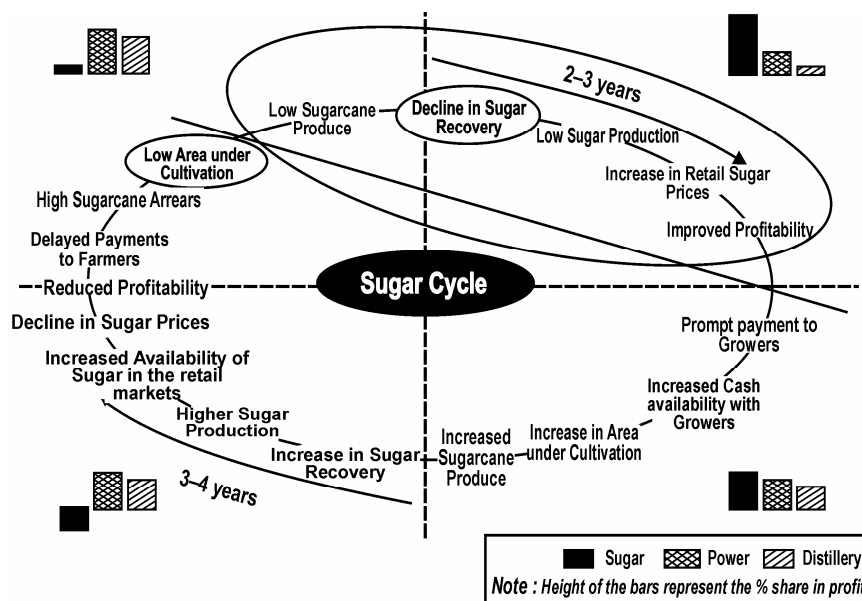 2–3 years
Low Sugarcane
Produce
Decline in Sugar
Recovery
Low Sugar Production
Low Area under
Cultivation
Increase in Retail Sugar
Prices
High Sugarcane Arrears
Improved Profitability
Delayed Payments
to Farmers
Reduced Profitability
Sugar Cycle
Decline in Sugar Prices
Prompt payment to
Growers
Increased Availability of
Sugar in the retail
markets
Increased Cash
availability with
Growers
Higher Sugar
Production
Increased
Sugarcane
Produce
Increase in Area
under Cultivation
Increase in Sugar
Recovery
3–4 years
Sugar Power Distillery
Note : Height of the bars represent the % share in profit